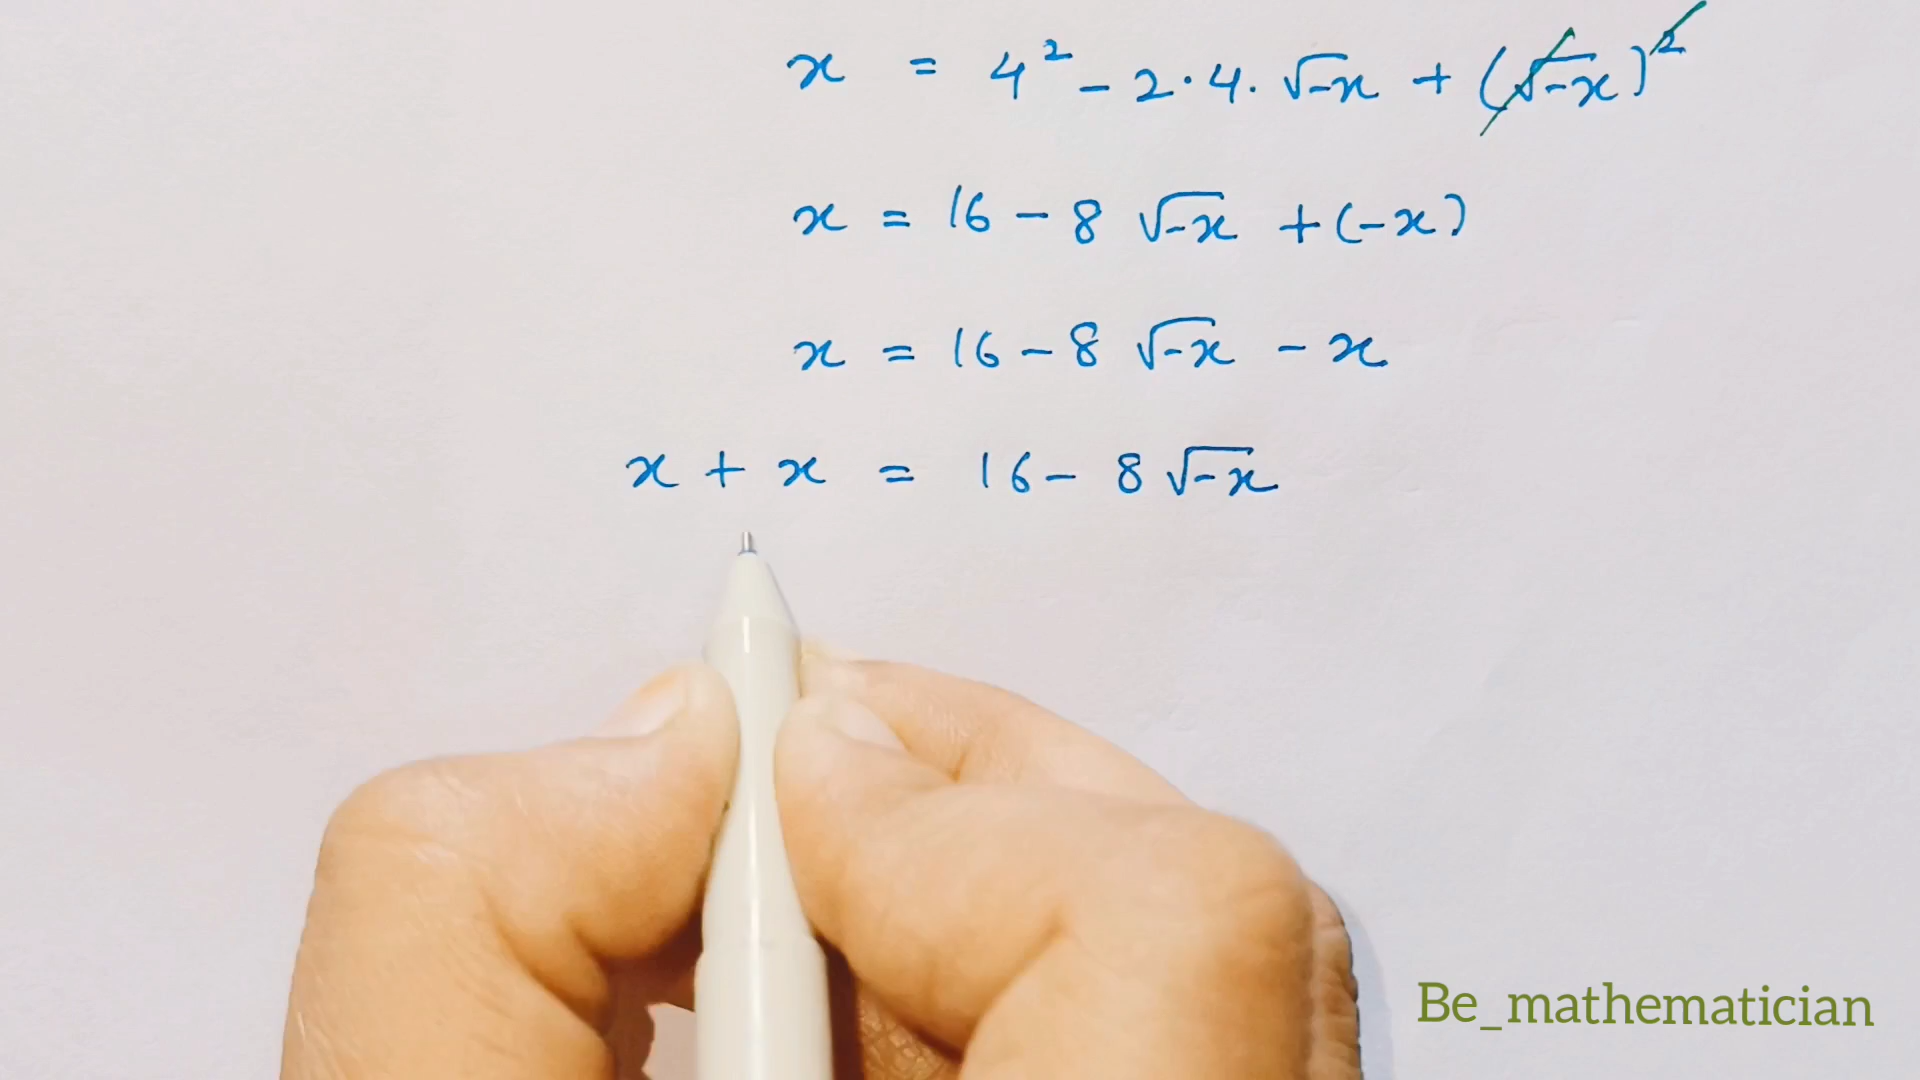 x = 4² - 2·4·√-x + (√-x)²
x = 16 - 8 √-x + (-x)
x = 16 - 8 √-x - x
x + x = 16 - 8 √-x
Be_mathematician